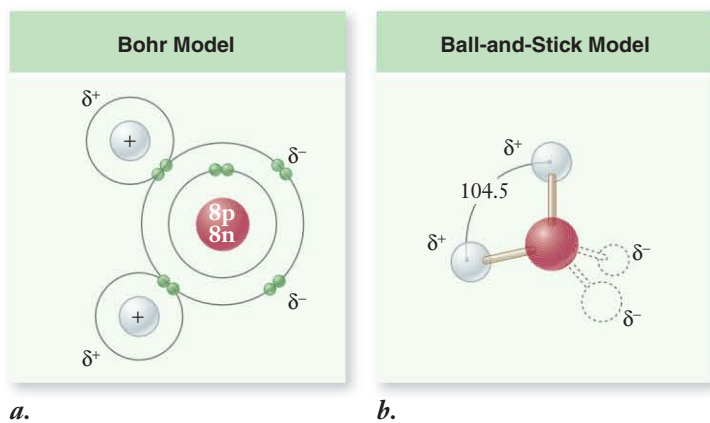 Bohr Model
δ+
+
δ–
8p
8n
δ–
+
δ+
a.
Ball-and-Stick Model
δ+
104.5
δ+
δ–
δ–
b.